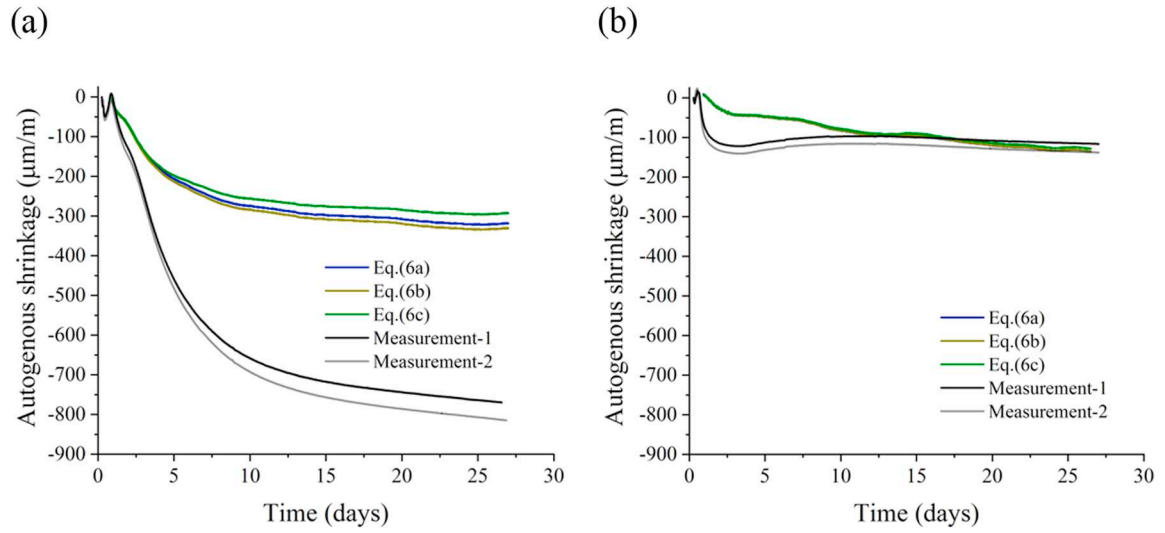 (a)
Autogenous shrinkage (μm/m)
0
-100
-200
-300
-400
-500
-600
-700
-800
-900
Eq.(6a)
Eq.(6b)
Eq.(6c)
Measurement-1
Measurement-2
0 5 10 15 20 25 30
Time (days)
(b)
Autogenous shrinkage (μm/m)
0
-100
-200
-300
-400
-500
-600
-700
-800
-900
Eq.(6a)
Eq.(6b)
Eq.(6c)
Measurement-1
Measurement-2
0 5 10 15 20 25 30
Time (days)